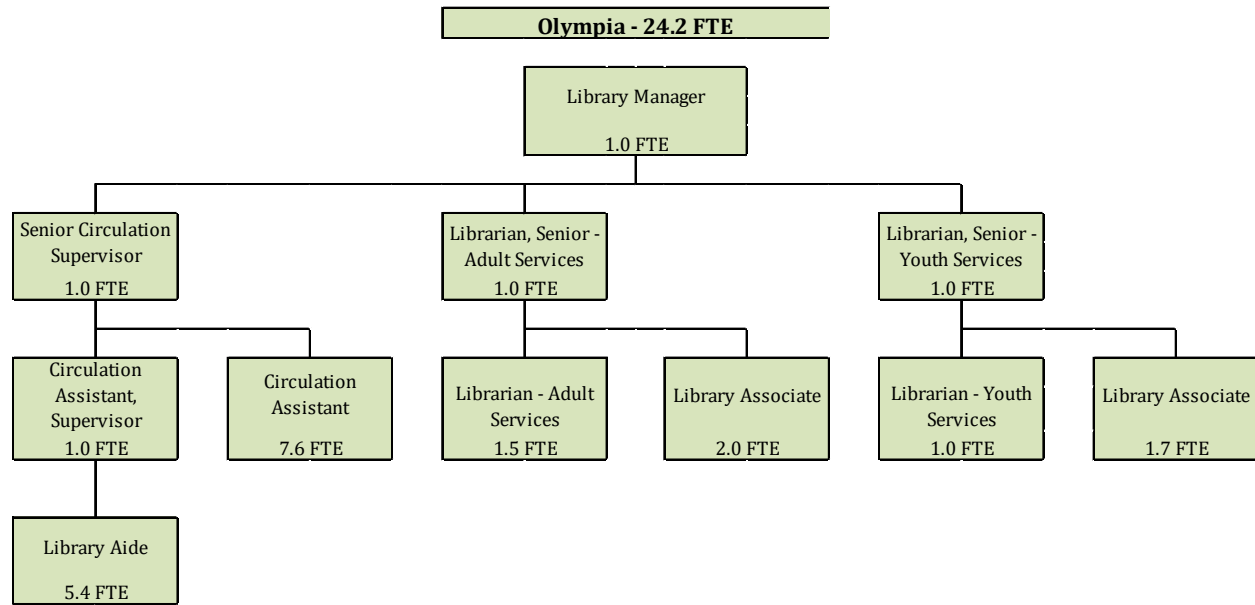 Olympia - 24.2 FTE
Library Manager
1.0 FTE
Senior Circulation
Supervisor
1.0 FTE
Librarian, Senior -
Adult Services
1.0 FTE
Librarian, Senior -
Youth Services
1.0 FTE
Circulation
Assistant,
Supervisor
1.0 FTE
Circulation
Assistant
7.6 FTE
Librarian - Adult
Services
1.5 FTE
Library Associate
2.0 FTE
Librarian - Youth
Services
1.0 FTE
Library Associate
1.7 FTE
Library Aide
5.4 FTE